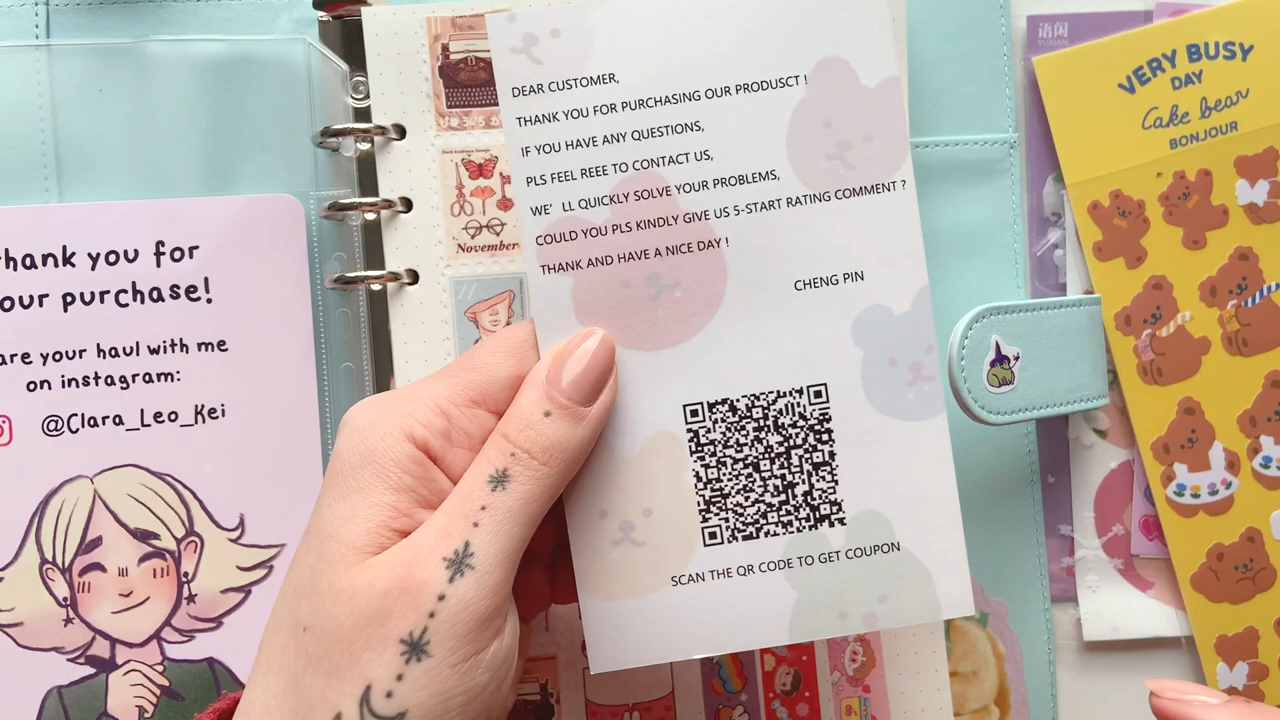 DEAR CUSTOMER,
THANK YOU FOR PURCHASING OUR PRODUSCT !
IF YOU HAVE ANY QUESTIONS,
PLS FEEL REEE TO CONTACT US,
WE' LL QUICKLY SOLVE YOUR PROBLEMS,
COULD YOU PLS KINDLY GIVE US 5-START RATING COMMENT ?
THANK AND HAVE A NICE DAY !
CHENG PIN
SCAN THE QR CODE TO GET COUPON
hank you for
our purchase!
are your haul with me
on instagram:
@Clara_Leo_Kei
November
语闲
YUXIAN
VERY BUSY
DAY
Cake bear
BONJOUR